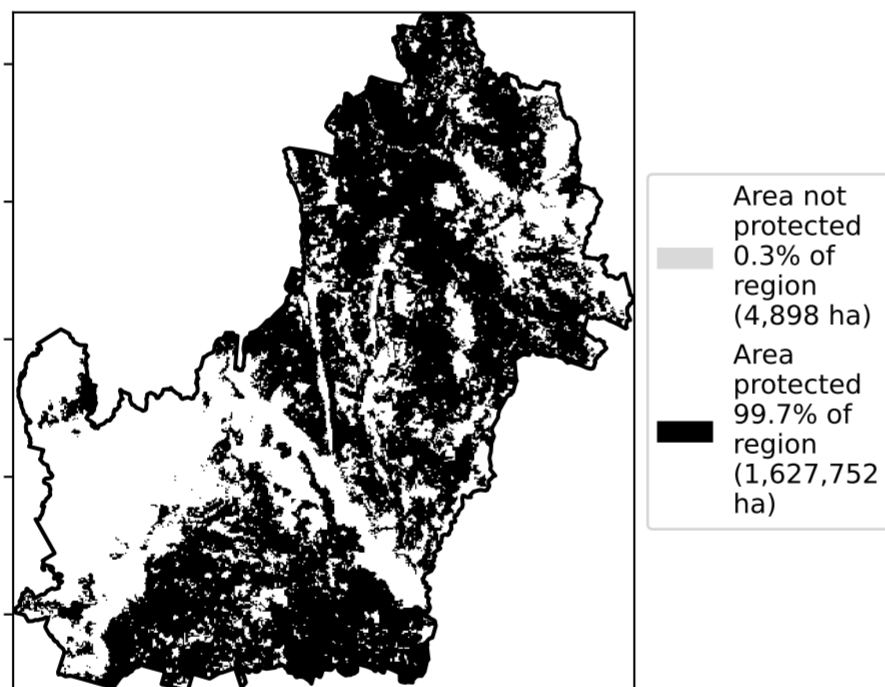 Area not
protected
0.3% of
region
(4,898 ha)
Area
protected
99.7% of
region
(1,627,752
ha)